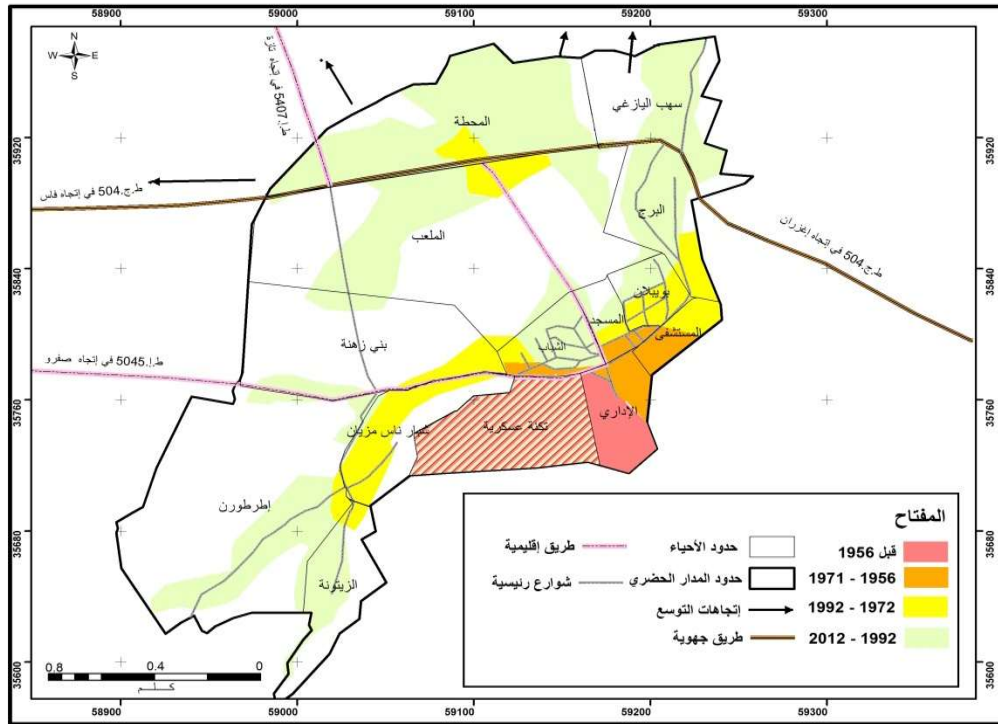 58900 59000 59100 59200 59300
N
W E
S
35920
35840
35760
35680
35600
35920
35840
35760
35680
35600
ط.إ.5407 في إتجاه تازة
سهب اليازغي
المحطة
ط.ج.504 في إتجاه فاس
البرج
الملعب
ط.ج.504 في إتجاه إغزران
بويبلان
المسجد
المستشفى
الشباب
بني زهنة
ط.إ.5045 في إتجاه صفرو
الإداري
ثكنة عسكرية
شبار ناس مزيان
إطرطورن
الزيتونة
المفتاح
قبل 1956
1956 - 1971
1972 - 1992
1992 - 2012
حدود الأحياء
حدود المدار الحضري
إتجاهات التوسع
طريق جهوية
طريق إقليمية
شوارع رئيسية
0.8 0.4 0
كـلـم
58900 59000 59100 59200 59300